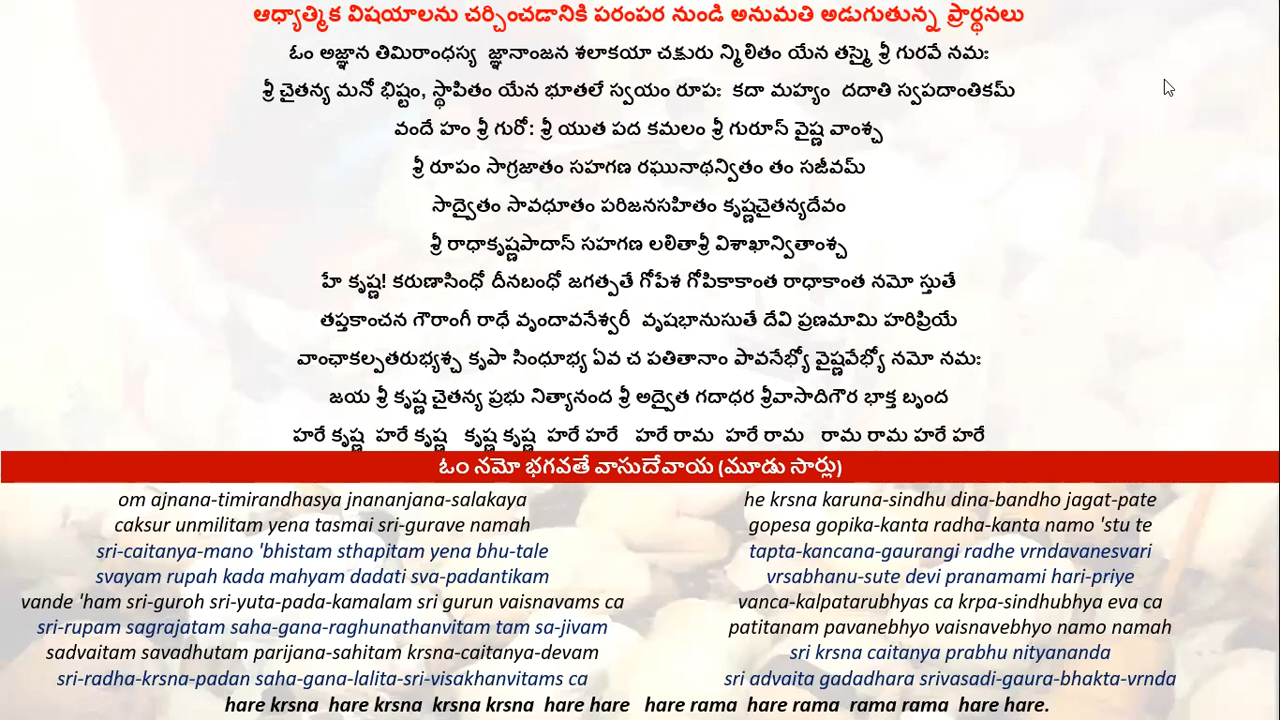 ఆధ్యాత్మిక విషయాలను చర్చించడానికి పరంపర నుండి అనుమతి అడుగుతున్న ప్రార్థనలు
ఓం అజ్ఞాన తిమిరాంధస్య జ్ఞానాంజన శలాకయా చక్షురు న్మిలితం యేన తస్మై శ్రీ గురవే నమః
శ్రీ చైతన్య మనో భిష్టం, స్థాపితం యేన భూతలే స్వయం రూపః కదా మహ్యం దదాతి స్వపదాంతికమ్
వందే హం శ్రీ గురో: శ్రీ యుత పద కమలం శ్రీ గురూస్ వైష్ణ వాంశ్చ
శ్రీ రూపం సాగ్రజాతం సహగణ రఘునాథన్వితం తం సజీవమ్
సాద్వైతం సావధూతం పరిజనసహితం కృష్ణచైతన్యదేవం
శ్రీ రాధాకృష్ణపాదాస్ సహగణ లలితాశ్రీ విశాఖాన్వితాంశ్చ
హే కృష్ణ! కరుణాసింధో దీనబంధో జగత్పతే గోపేశ గోపికాకాంత రాధాకాంత నమో స్తుతే
తప్తకాంచన గౌరాంగీ రాధే వృందావనేశ్వరీ వృషభానుసుతే దేవి ప్రణమామి హరిప్రియే
వాంఛాకల్పతరుభ్యశ్చ కృపా సింధూభ్య ఏవ చ పతితానాం పావనేభ్యో వైష్ణవేభ్యో నమో నమః
జయ శ్రీ కృష్ణ చైతన్య ప్రభు నిత్యానంద శ్రీ అద్వైత గదాధర శ్రీవాసాదిగౌర భాక్త బృంద
హరే కృష్ణ హరే కృష్ణ కృష్ణ కృష్ణ హరే హరే హరే రామ హరే రామ రామ రామ హరే హరే
ఓం నమో భగవతే వాసుదేవాయ (మూడు సార్లు)
om ajnana-timirandhasya jnananjana-salakaya
caksur unmilitam yena tasmai sri-gurave namah
sri-caitanya-mano 'bhistam sthapitam yena bhu-tale
svayam rupah kada mahyam dadati sva-padantikam
vande 'ham sri-guroh sri-yuta-pada-kamalam sri gurun vaisnavams ca
sri-rupam sagrajatam saha-gana-raghunathanvitam tam sa-jivam
sadvaitam savadhutam parijana-sahitam krsna-caitanya-devam
sri-radha-krsna-padan saha-gana-lalita-sri-visakhanvitams ca
he krsna karuna-sindhu dina-bandho jagat-pate
gopesa gopika-kanta radha-kanta namo 'stu te
tapta-kancana-gaurangi radhe vrndavanesvari
vrsabhanu-sute devi pranamami hari-priye
vanca-kalpatarubhyas ca krpa-sindhubhya eva ca
patitanam pavanebhyo vaisnavebhyo namo namah
sri krsna caitanya prabhu nityananda
sri advaita gadadhara srivasadi-gaura-bhakta-vrnda
hare krsna hare krsna krsna krsna hare hare hare rama hare rama rama rama hare hare.